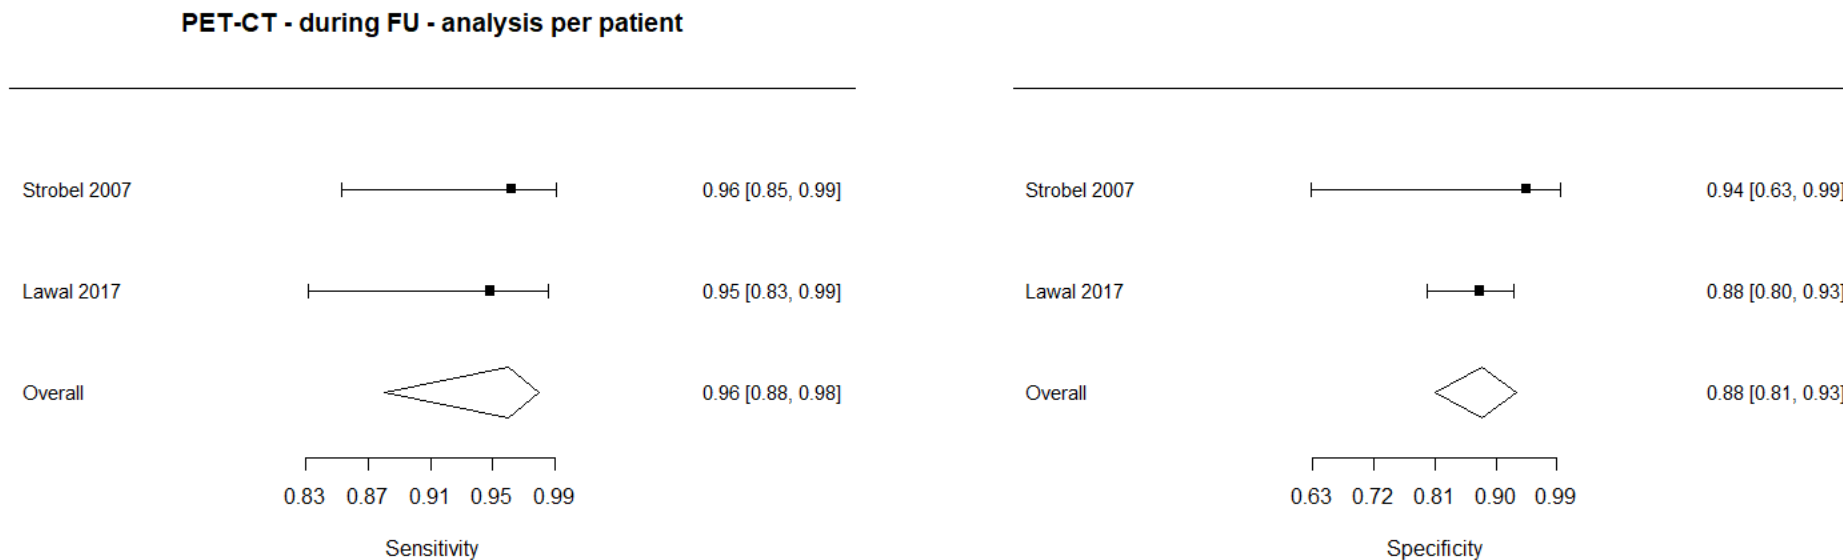 PET-CT - during FU - analysis per patient
Strobel 2007 0.96 [0.85, 0.99]
Lawal 2017 0.95 [0.83, 0.99]
Overall 0.96 [0.88, 0.98]
0.83 0.87 0.91 0.95 0.99
Sensitivity
Strobel 2007 0.94 [0.63, 0.99]
Lawal 2017 0.88 [0.80, 0.93]
Overall 0.88 [0.81, 0.93]
0.63 0.72 0.81 0.90 0.99
Specificity